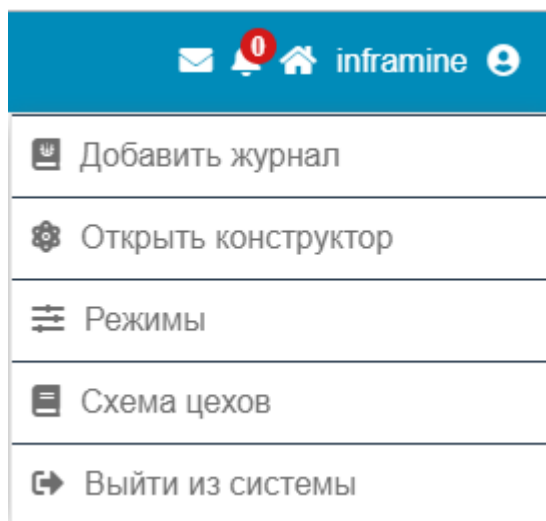 0
inframine
Добавить журнал
Открыть конструктор
Режимы
Схема цехов
Выйти из системы